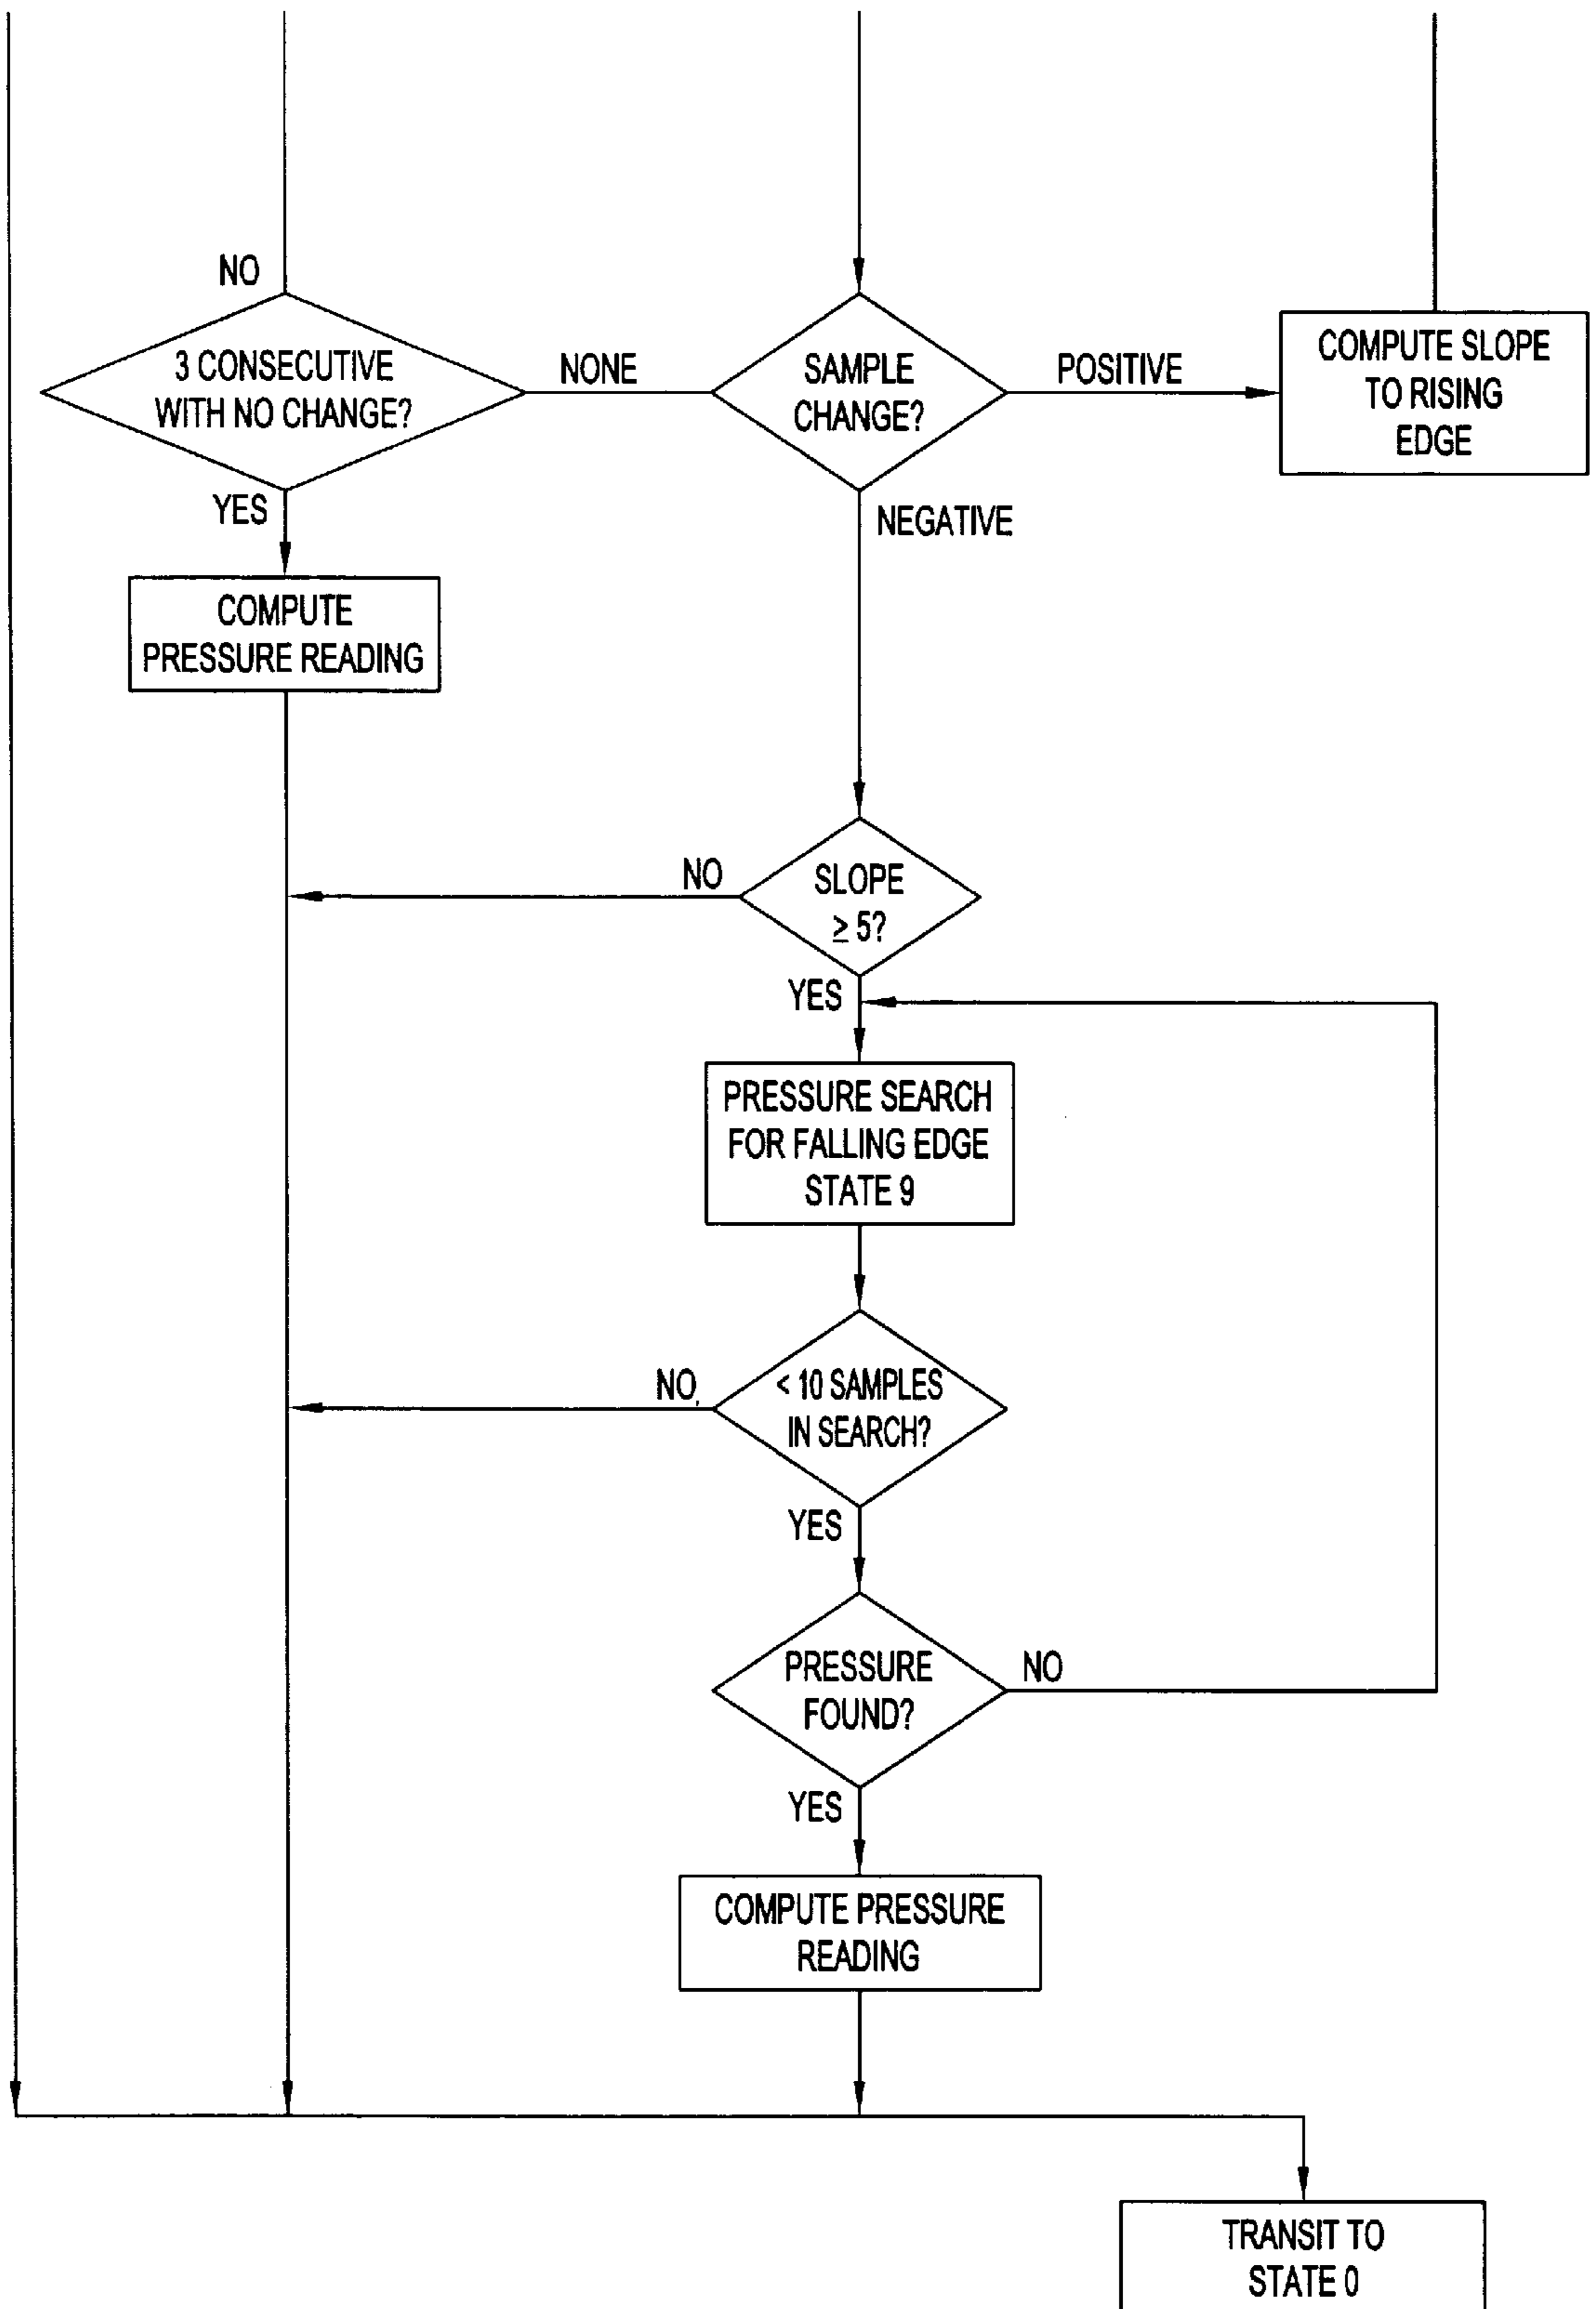 NO
3 CONSECUTIVE
WITH NO CHANGE?
NONE
SAMPLE
CHANGE?
POSITIVE
COMPUTE SLOPE
TO RISING
EDGE
YES
NEGATIVE
COMPUTE
PRESSURE READING
NO
SLOPE
≥ 5?
YES
PRESSURE SEARCH
FOR FALLING EDGE
STATE 9
NO
< 10 SAMPLES
IN SEARCH?
YES
PRESSURE
FOUND?
NO
YES
COMPUTE PRESSURE
READING
TRANSIT TO
STATE 0